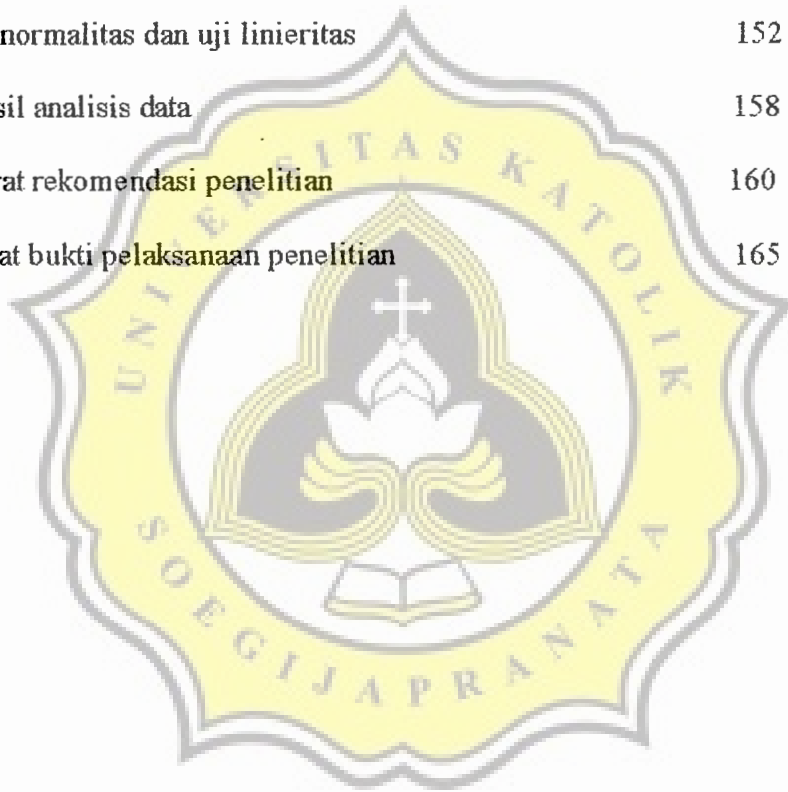 normalitas dan uji linieritas 152
sil analisis data 158
rat rekomendasi penelitian 160
at bukti pelaksanaan penelitian 165
UNIVERSITAS KATOLIK
SOEGIJAPRANATA